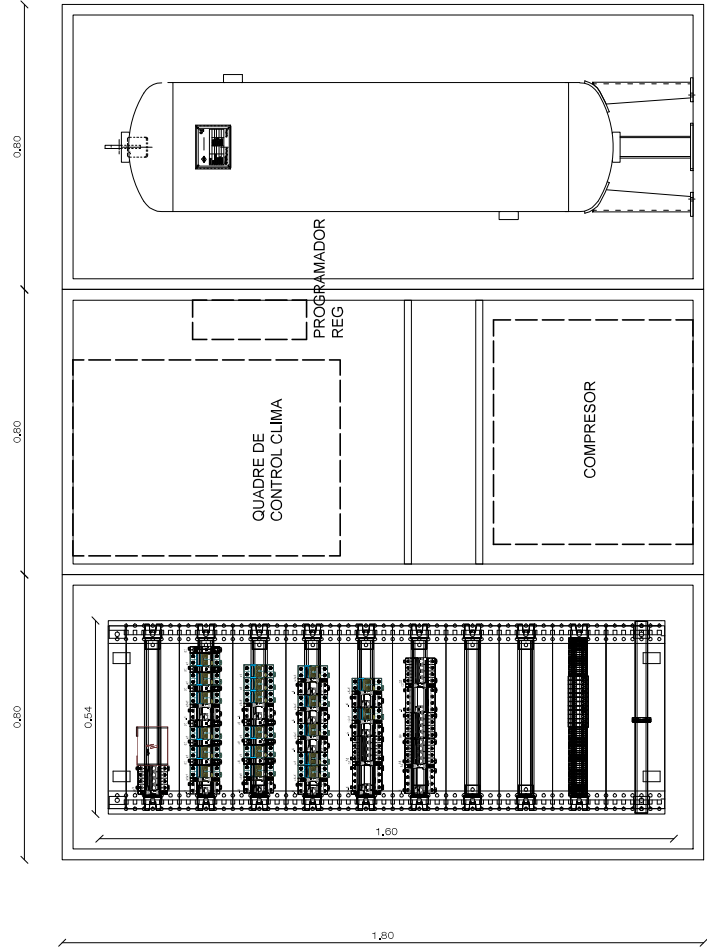 0.80
PROGRAMADOR
REG
0.80
QUADRE DE
CONTROL CLIMA
COMPRESOR
0.80
0.54
1.60
1.80